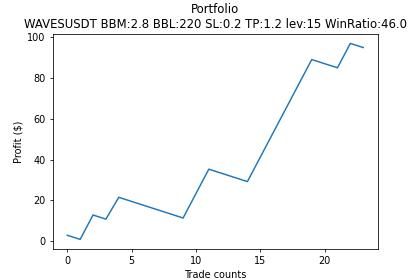 Portfolio
WAVESUSDT BBM:2.8 BBL:220 SL:0.2 TP:1.2 lev:15 WinRatio:46.0
100
80
60
40
20
0
Profit ($)
0 5 10 15 20
Trade counts